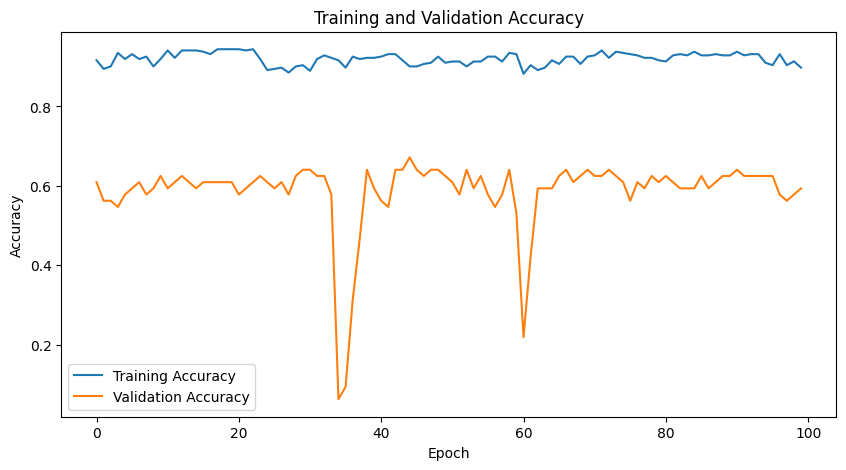 Training and Validation Accuracy
Accuracy
0.8
0.6
0.4
0.2
Training Accuracy
Validation Accuracy
0 20 40 60 80 100
Epoch